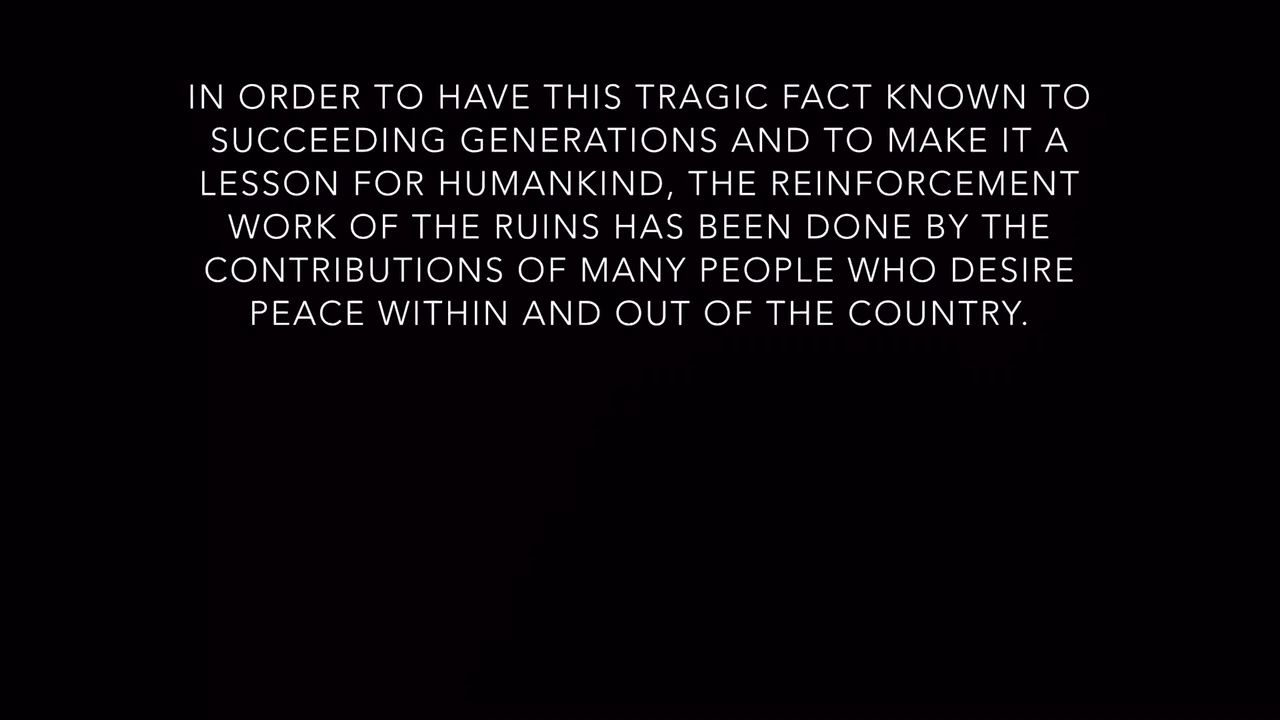 IN ORDER TO HAVE THIS TRAGIC FACT KNOWN TO
SUCCEEDING GENERATIONS AND TO MAKE IT A
LESSON FOR HUMANKIND, THE REINFORCEMENT
WORK OF THE RUINS HAS BEEN DONE BY THE
CONTRIBUTIONS OF MANY PEOPLE WHO DESIRE
PEACE WITHIN AND OUT OF THE COUNTRY.